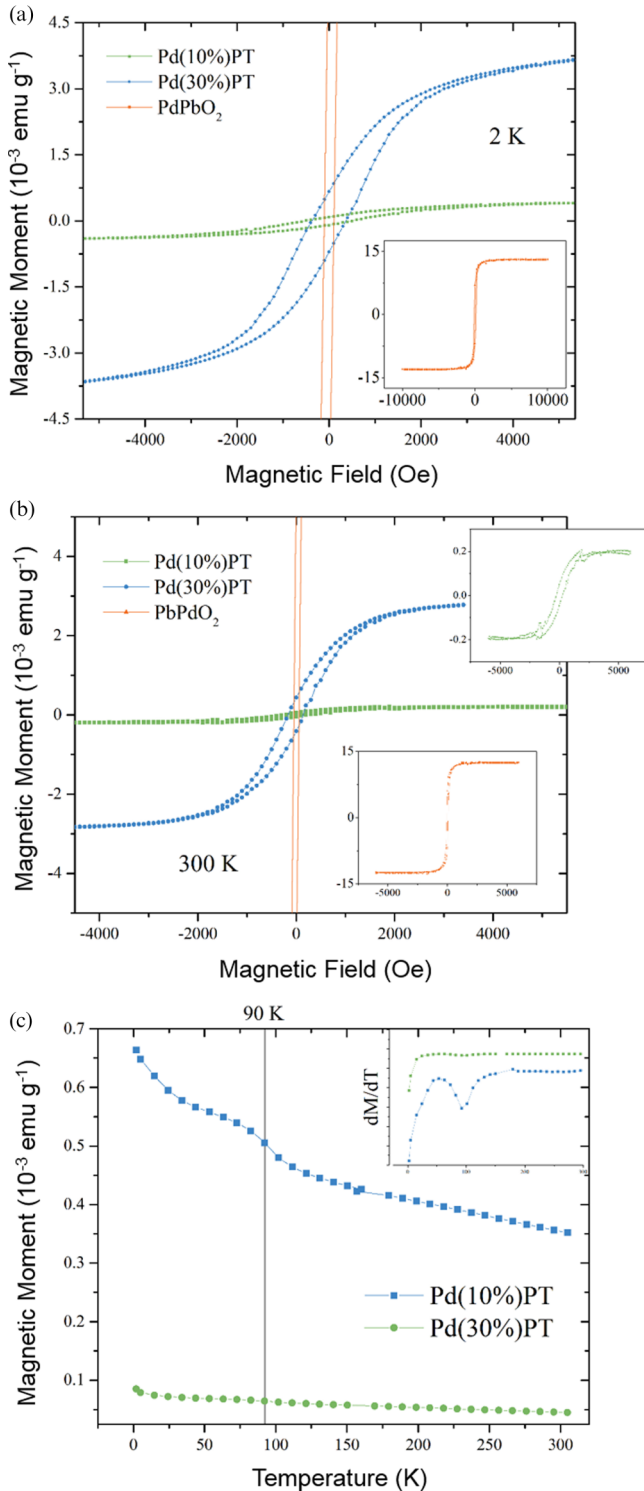 (a)
4.5
3.0
1.5
0.0
-1.5
-3.0
-4.5
Magnetic Moment (10⁻³ emu g⁻¹)
Pd(10%)PT
Pd(30%)PT
PdPbO₂
2 K
15
0
-15
-10000 0 10000
-4000 -2000 0 2000 4000
Magnetic Field (Oe)
(b)
4
2
0
-2
-4
Magnetic Moment (10⁻³ emu g⁻¹)
Pd(10%)PT
Pd(30%)PT
PbPdO₂
0.2
0.0
-0.2
-5000 0 5000
300 K
15
0
-15
-5000 0 5000
-4000 -2000 0 2000 4000
Magnetic Field (Oe)
(c)
90 K
0.7
0.6
0.5
0.4
0.3
0.1
Magnetic Moment (10⁻³ emu g⁻¹)
dM/dT
0 100 200 300
Pd(10%)PT
Pd(30%)PT
0 50 100 150 200 250 300
Temperature (K)